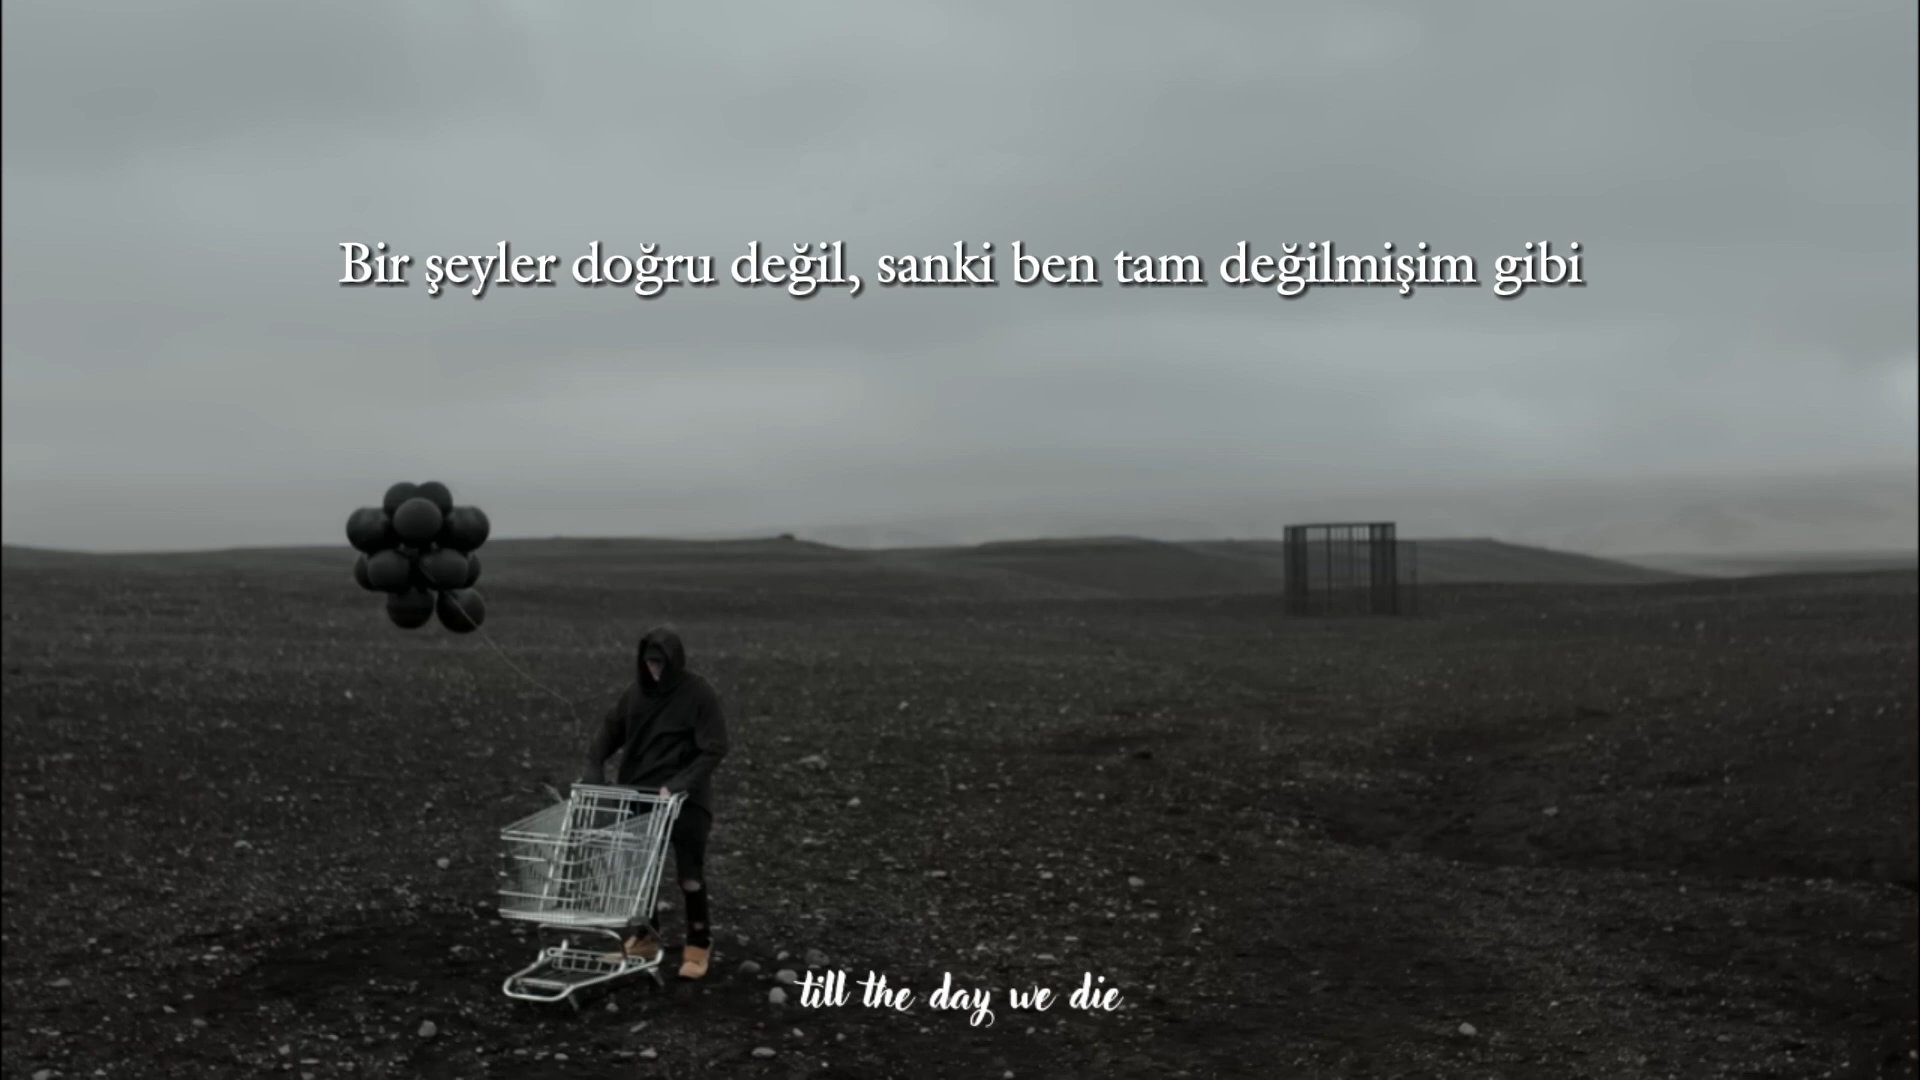 Bir şeyler doğru değil, sanki ben tam değilmişim gibi
till the day we die